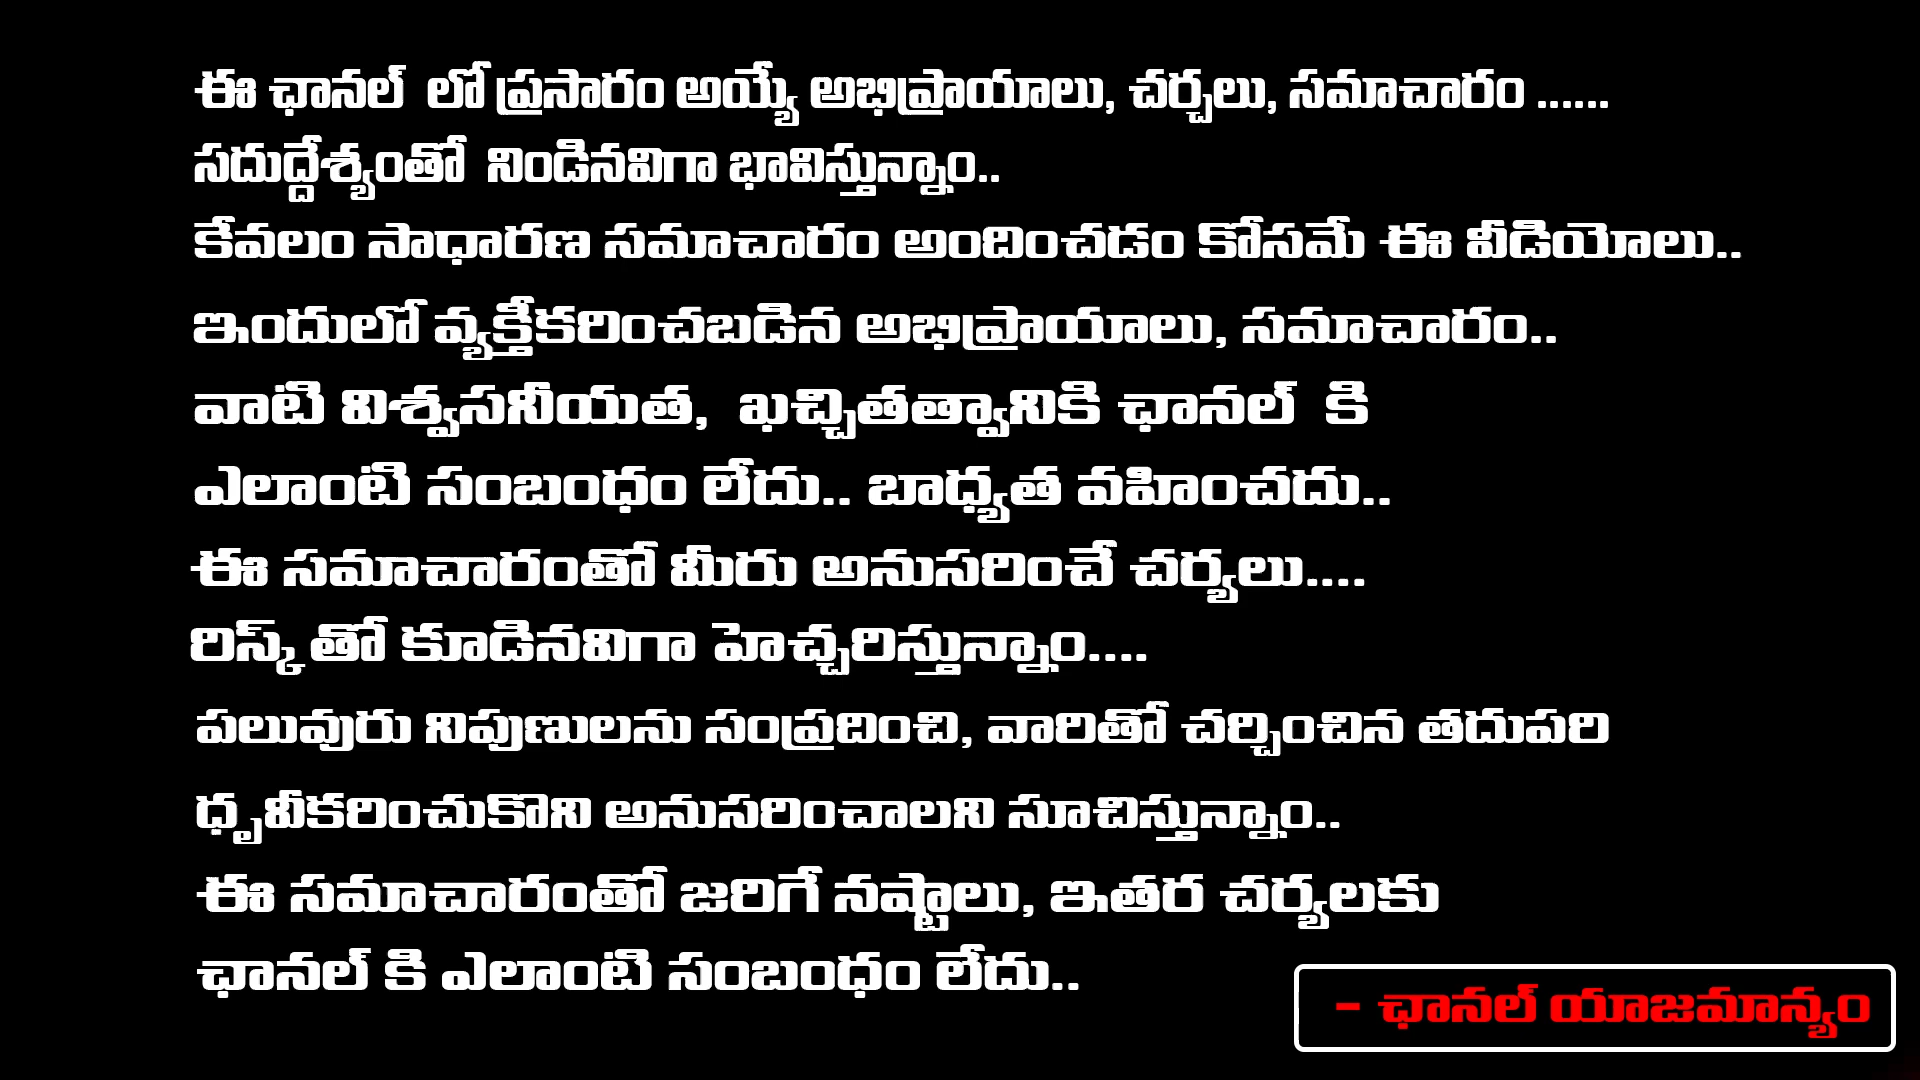 ఈ ఛానల్ లో ప్రసారం అయ్యే అభిప్రాయాలు, చర్చలు, సమాచారం ......
సదుద్దేశ్యంతో నిండినవిగా భావిస్తున్నాం..
కేవలం సాధారణ సమాచారం అందించడం కోసమే ఈ వీడియోలు..
ఇందులో వ్యక్తీకరించబడిన అభిప్రాయాలు, సమాచారం..
వాటి విశ్వసనీయత, ఖచ్చితత్వానికి ఛానల్ కి
ఎలాంటి సంబంధం లేదు.. బాధ్యత వహించదు..
ఈ సమాచారంతో మీరు అనుసరించే చర్యలు....
రిస్క్ తో కూడినవిగా హెచ్చరిస్తున్నాం....
పలువురు నిపుణులను సంప్రదించి, వారితో చర్చించిన తదుపరి
ధృవీకరించుకొని అనుసరించాలని సూచిస్తున్నాం..
ఈ సమాచారంతో జరిగే నష్టాలు, ఇతర చర్యలకు
ఛానల్ కి ఎలాంటి సంబంధం లేదు..
- ఛానల్ యాజమాన్యం